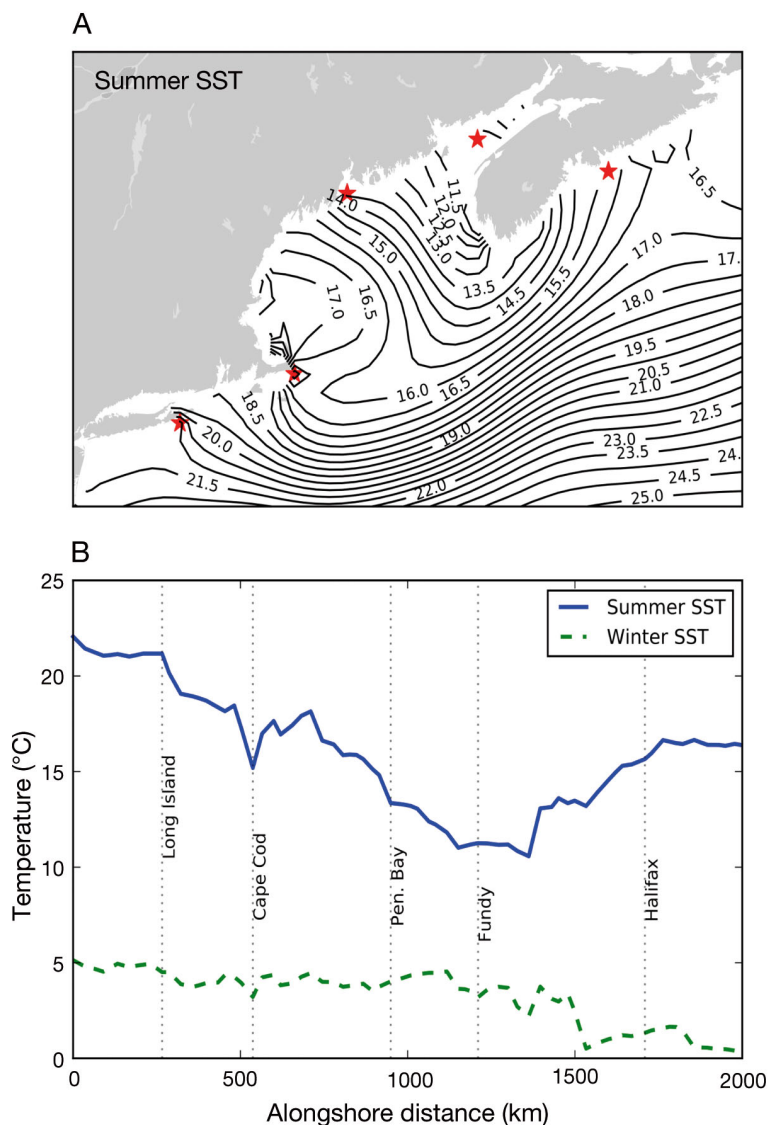 A
Summer SST
16.5
11.5
12.0
12.5
13.0
14.0
15.0
13.5
14.5
15.5
17.0
17.
18.0
16.5
17.0
16.0
16.5
19.5
20.5
21.0
18.5
19.0
22.5
20.0
23.0
23.5
24.
21.5
22.0
24.5
25.0
B
25
20
15
10
5
0
Temperature (°C)
Summer SST
Winter SST
Long Island
Cape Cod
Pen. Bay
Fundy
Halifax
0 500 1000 1500 2000
Alongshore distance (km)